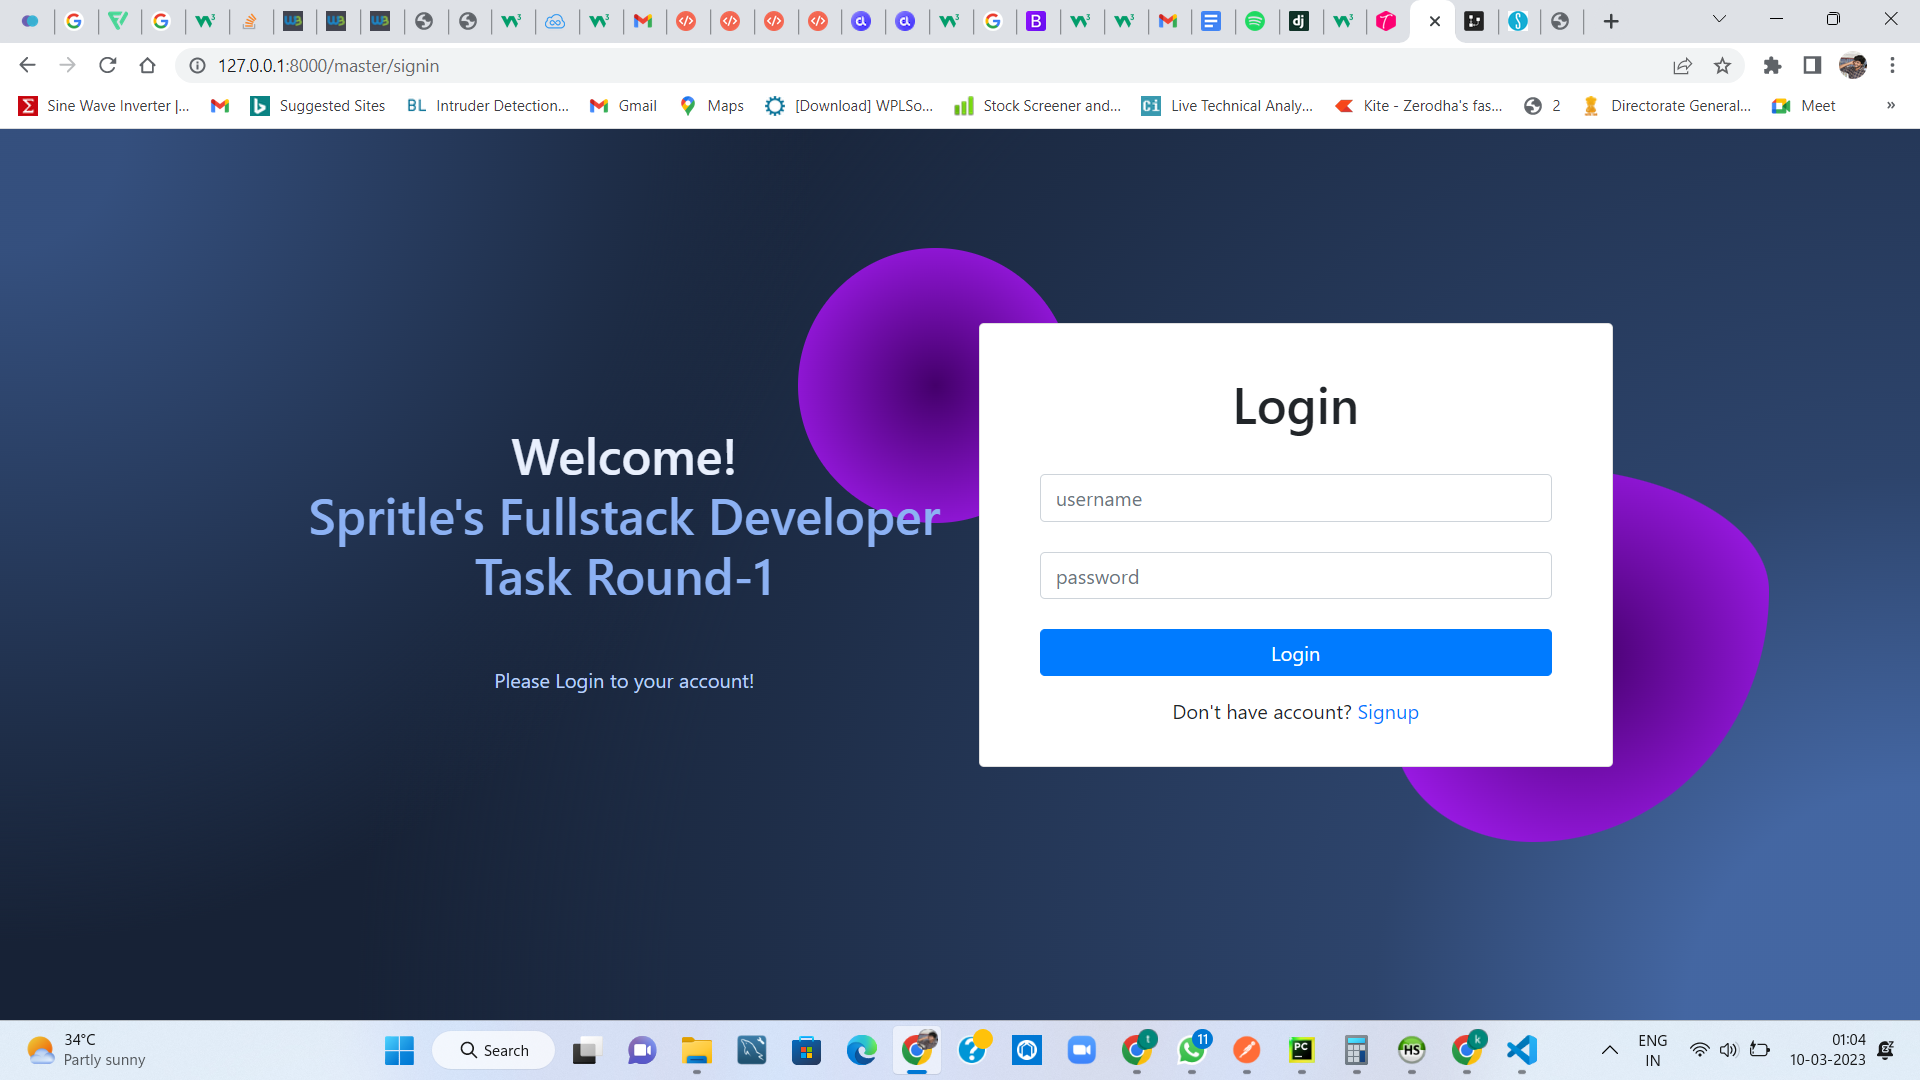 127.0.0.1:8000/master/signin
Sine Wave Inverter |... Suggested Sites BL Intruder Detection... Gmail Maps [Download] WPLSo... Stock Screener and... Ci Live Technical Analy... Kite - Zerodha's fas... 2 Directorate General... Meet »
Welcome!
Spritle's Fullstack Developer
Task Round-1
Please Login to your account!
Login
username
password
Login
Don't have account? Signup
34°C
Partly sunny
Search
11
ENG
IN
01:04
10-03-2023